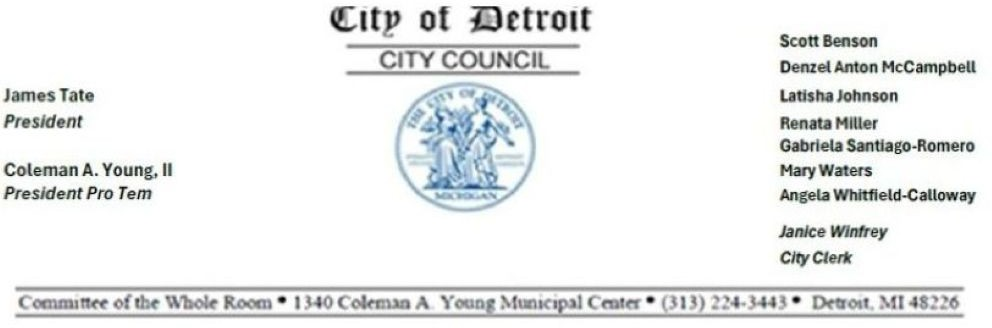 City of Detroit
CITY COUNCIL
THE CITY OF DETROIT
MICHIGAN
James Tate
President
Coleman A. Young, II
President Pro Tem
Scott Benson
Denzel Anton McCampbell
Latisha Johnson
Renata Miller
Gabriela Santiago-Romero
Mary Waters
Angela Whitfield-Calloway
Janice Winfrey
City Clerk
Committee of the Whole Room • 1340 Coleman A. Young Municipal Center • (313) 224-3443 • Detroit, MI 48226